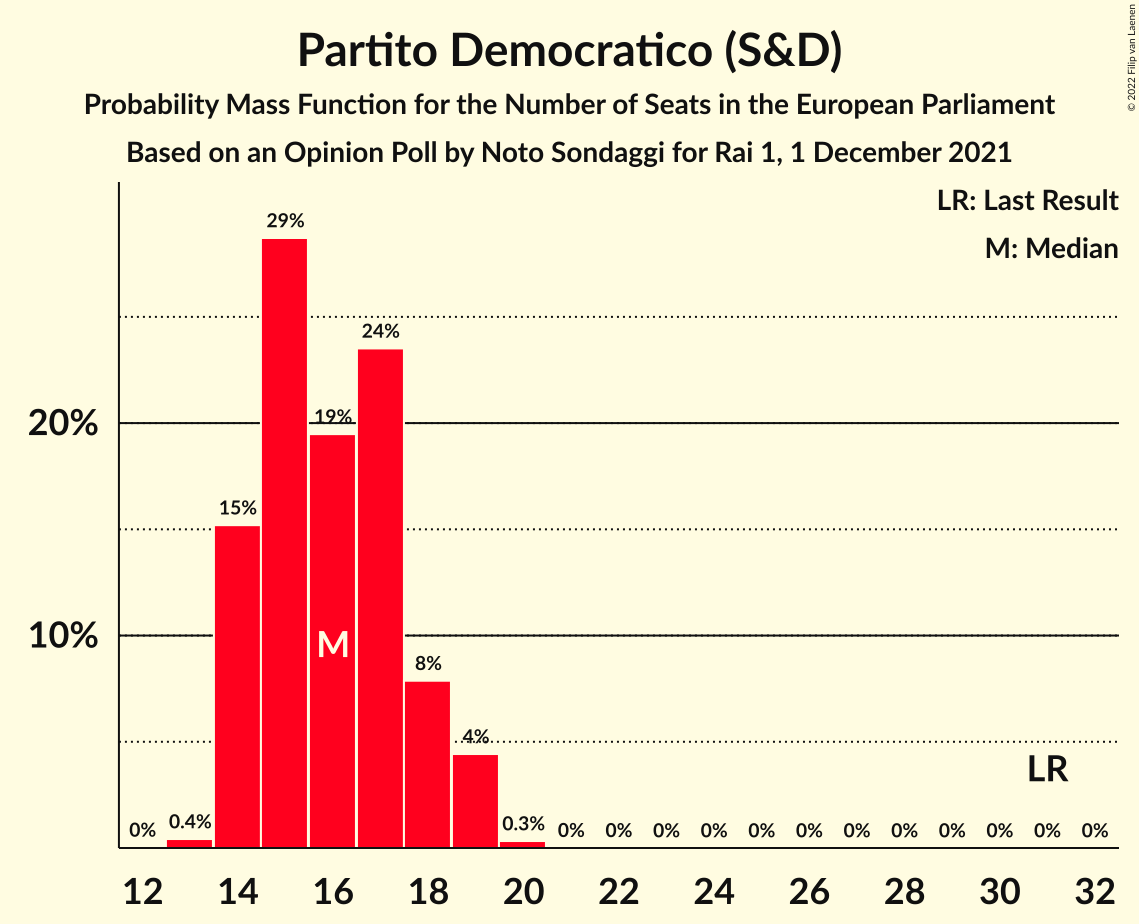 Partito Democratico (S&D)
Probability Mass Function for the Number of Seats in the European Parliament
Based on an Opinion Poll by Noto Sondaggi for Rai 1, 1 December 2021
© 2022 Filip van Laenen
LR: Last Result
M: Median
20%
10%
0% 0.4% 15% 29% 19% 24% 8% 4% 0.3% 0% 0% 0% 0% 0% 0% 0% 0% 0% 0% 0% 0%
M
LR
12 14 16 18 20 22 24 26 28 30 32